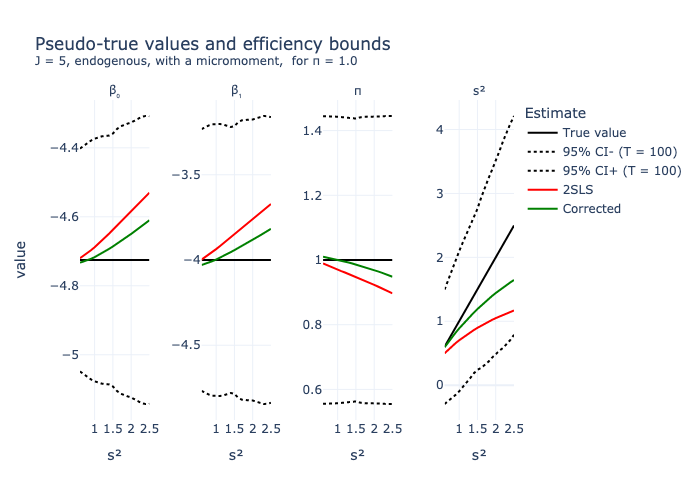 Pseudo-true values and efficiency bounds
J = 5, endogenous, with a micromoment, for π = 1.0
β₀
β₁
π
s²
Estimate
True value
95% CI- (T = 100)
95% CI+ (T = 100)
2SLS
Corrected
value
−4.4
−4.6
−4.8
−5
−3.5
−4
−4.5
1.4
1.2
1
0.8
0.6
4
3
2
1
0
1 1.5 2 2.5
1 1.5 2 2.5
1 1.5 2 2.5
1 1.5 2 2.5
s²
s²
s²
s²